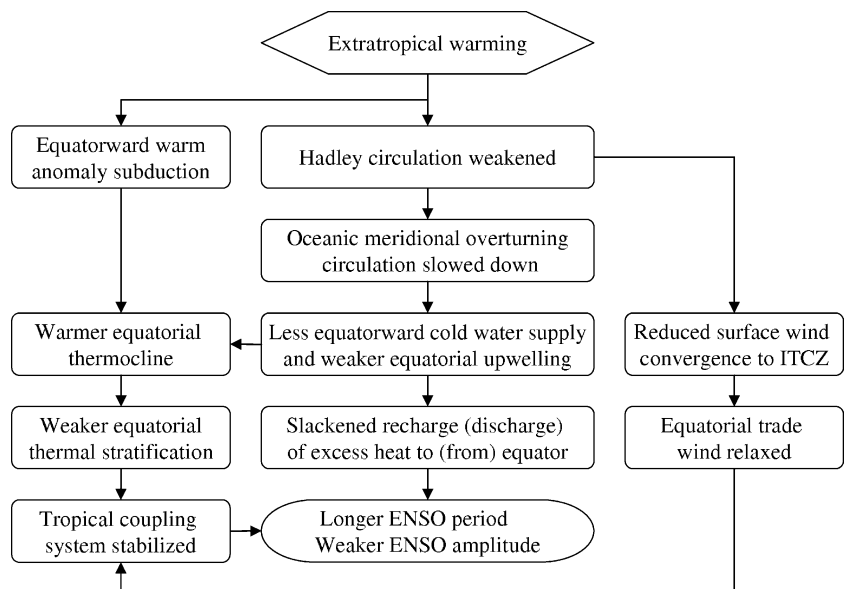 Extratropical warming
Equatorward warm
anomaly subduction
Hadley circulation weakened
Oceanic meridional overturning
circulation slowed down
Warmer equatorial
thermocline
Less equatorward cold water supply
and weaker equatorial upwelling
Reduced surface wind
convergence to ITCZ
Weaker equatorial
thermal stratification
Slackened recharge (discharge)
of excess heat to (from) equator
Equatorial trade
wind relaxed
Tropical coupling
system stabilized
Longer ENSO period
Weaker ENSO amplitude